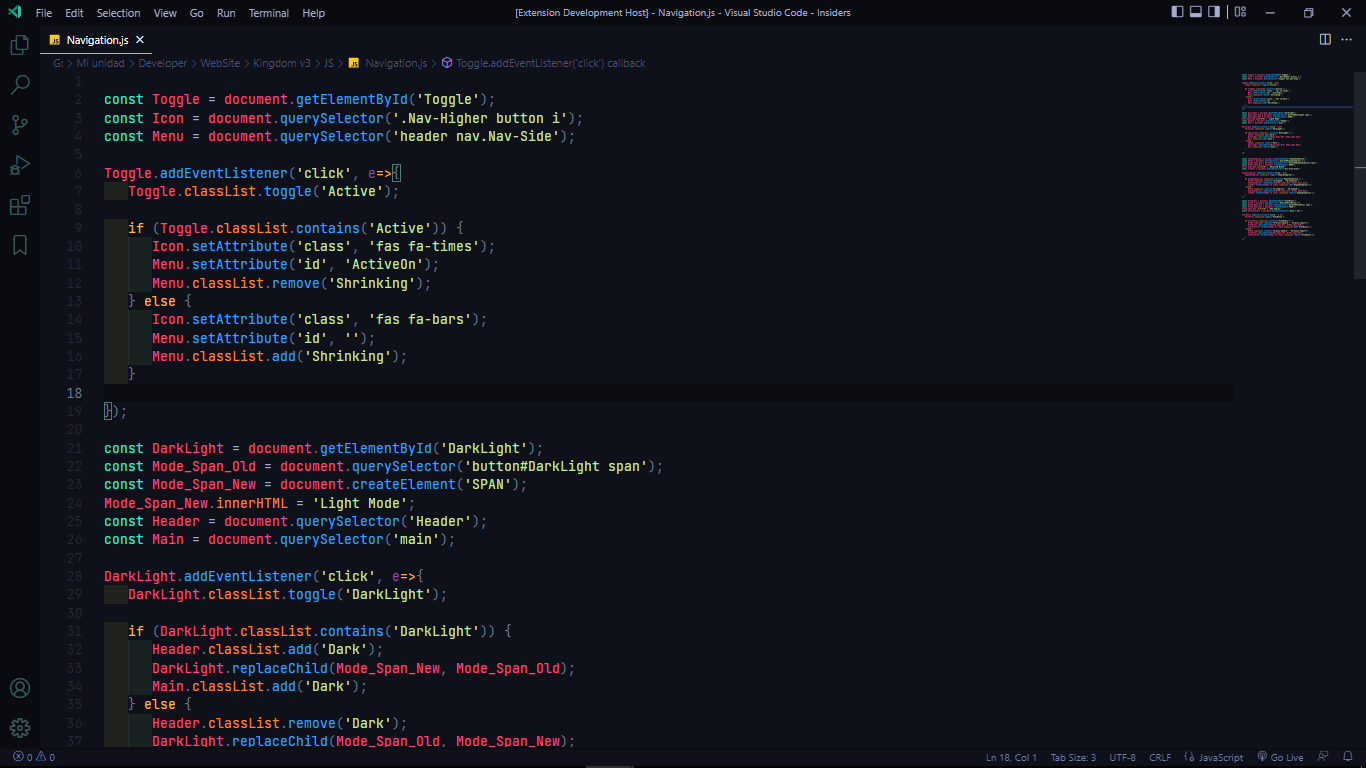 File Edit Selection View Go Run Terminal Help [Extension Development Host] - Navigation.js - Visual Studio Code - Insiders
JS Navigation.js
G: > Mi unidad > Developer > WebSite > Kingdom v3 > JS > JS Navigation.js > Toggle.addEventListener('click') callback
1
2 const Toggle = document.getElementById('Toggle');
3 const Icon = document.querySelector('.Nav-Higher button i');
4 const Menu = document.querySelector('header nav.Nav-Side');
5
6 Toggle.addEventListener('click', e=>{
7 Toggle.classList.toggle('Active');
8
9 if (Toggle.classList.contains('Active')) {
10 Icon.setAttribute('class', 'fas fa-times');
11 Menu.setAttribute('id', 'ActiveOn');
12 Menu.classList.remove('Shrinking');
13 } else {
14 Icon.setAttribute('class', 'fas fa-bars');
15 Menu.setAttribute('id', '');
16 Menu.classList.add('Shrinking');
17 }
18
19 });
20
21 const DarkLight = document.getElementById('DarkLight');
22 const Mode_Span_Old = document.querySelector('button#DarkLight span');
23 const Mode_Span_New = document.createElement('SPAN');
24 Mode_Span_New.innerHTML = 'Light Mode';
25 const Header = document.querySelector('Header');
26 const Main = document.querySelector('main');
27
28 DarkLight.addEventListener('click', e=>{
29 DarkLight.classList.toggle('DarkLight');
30
31 if (DarkLight.classList.contains('DarkLight')) {
32 Header.classList.add('Dark');
33 DarkLight.replaceChild(Mode_Span_New, Mode_Span_Old);
34 Main.classList.add('Dark');
35 } else {
36 Header.classList.remove('Dark');
37 DarkLight.replaceChild(Mode_Span_Old, Mode_Span_New);
0 0 Ln 18, Col 1 Tab Size: 3 UTF-8 CRLF JavaScript Go Live